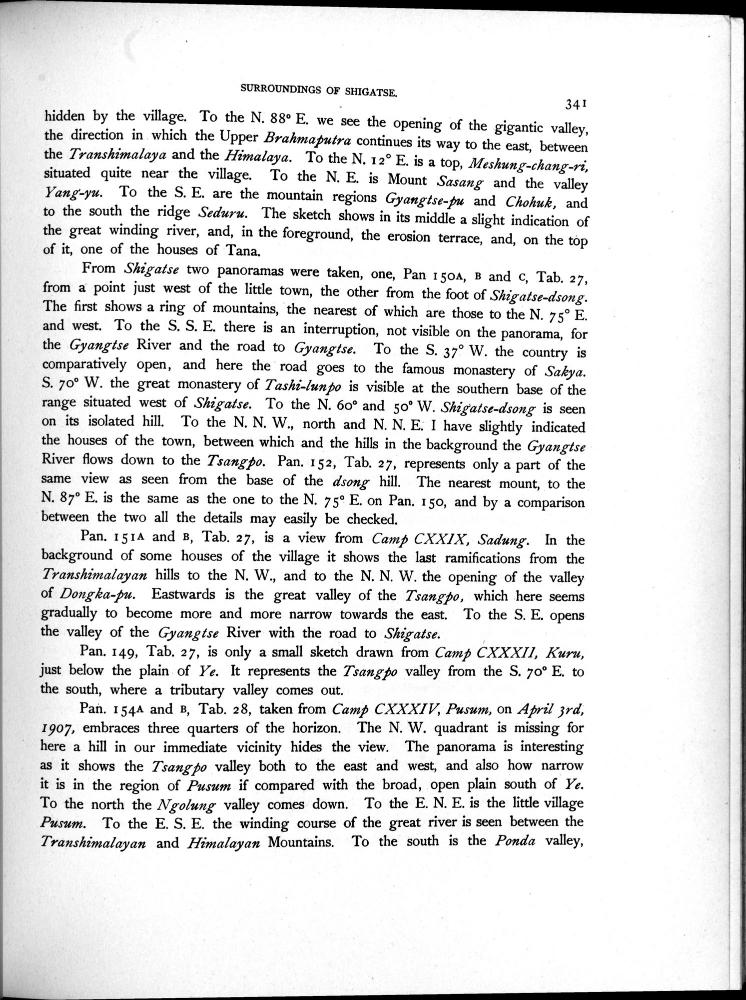 SURROUNDINGS OF SHIGATSE.
341
hidden by the village. To the N. 88° E. we see the opening of the gigantic valley,
the direction in which the Upper Brahmaputra continues its way to the east, between
the Transhimalaya and the Himalaya. To the N. 12° E. is a top, Meshung-chang-ri,
situated quite near the village. To the N. E. is Mount Sasang and the valley
Yang-yu. To the S. E. are the mountain regions Gyangtse-pu and Chohuk, and
to the south the ridge Seduru. The sketch shows in its middle a slight indication of
the great winding river, and, in the foreground, the erosion terrace, and, on the top
of it, one of the houses of Tana.
From Shigatse two panoramas were taken, one, Pan 150A, B and C, Tab. 27,
from a point just west of the little town, the other from the foot of Shigatse-dsong.
The first shows a ring of mountains, the nearest of which are those to the N. 75° E.
and west. To the S. S. E. there is an interruption, not visible on the panorama, for
the Gyangtse River and the road to Gyangtse. To the S. 37° W. the country is
comparatively open, and here the road goes to the famous monastery of Sakya.
S. 70° W. the great monastery of Tashi-lunpo is visible at the southern base of the
range situated west of Shigatse. To the N. 60° and 50° W. Shigatse-dsong is seen
on its isolated hill. To the N. N. W., north and N. N. E. I have slightly indicated
the houses of the town, between which and the hills in the background the Gyangtse
River flows down to the Tsangpo. Pan. 152, Tab. 27, represents only a part of the
same view as seen from the base of the dsong hill. The nearest mount, to the
N. 87° E. is the same as the one to the N. 75° E. on Pan. 150, and by a comparison
between the two all the details may easily be checked.
Pan. 151A and B, Tab. 27, is a view from Camp CXXIX, Sadung. In the
background of some houses of the village it shows the last ramifications from the
Transhimalayan hills to the N. W., and to the N. N. W. the opening of the valley
of Dongka-pu. Eastwards is the great valley of the Tsangpo, which here seems
gradually to become more and more narrow towards the east. To the S. E. opens
the valley of the Gyangtse River with the road to Shigatse.
Pan. 149, Tab. 27, is only a small sketch drawn from Camp CXXXII, Kuru,
just below the plain of Ye. It represents the Tsangpo valley from the S. 70° E. to
the south, where a tributary valley comes out.
Pan. 154A and B, Tab. 28, taken from Camp CXXXIV, Pusum, on April 3rd,
1907, embraces three quarters of the horizon. The N. W. quadrant is missing for
here a hill in our immediate vicinity hides the view. The panorama is interesting
as it shows the Tsangpo valley both to the east and west, and also how narrow
it is in the region of Pusum if compared with the broad, open plain south of Ye.
To the north the Ngolung valley comes down. To the E. N. E. is the little village
Pusum. To the E. S. E. the winding course of the great river is seen between the
Transhimalayan and Himalayan Mountains. To the south is the Ponda valley,